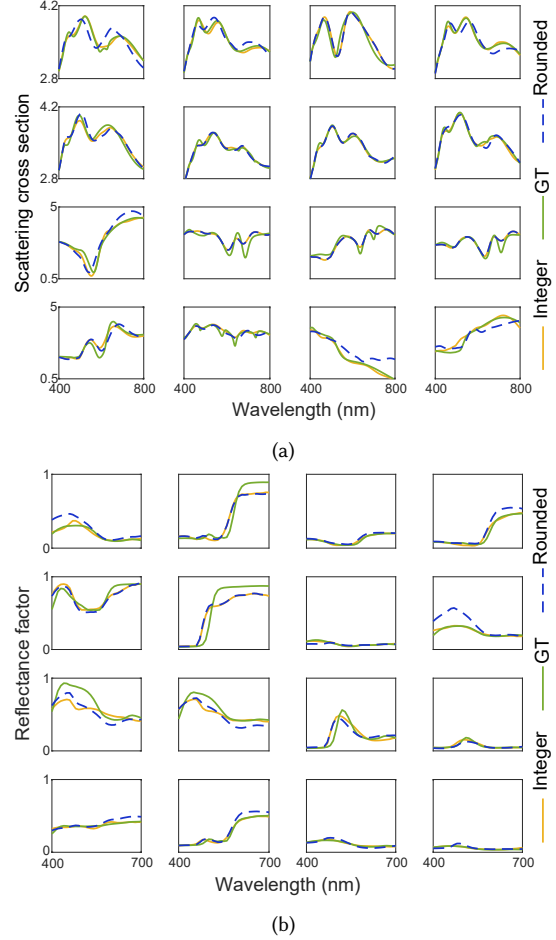 4.2
2.8
4.2
2.8
5
0.5
5
0.5
400
800
400
800
400
800
400
800
Scattering cross section
Wavelength (nm)
Integer
GT
Rounded
(a)
1
0
1
0
1
0
1
0
400
700
400
700
400
700
400
700
Reflectance factor
Wavelength (nm)
Integer
GT
Rounded
(b)